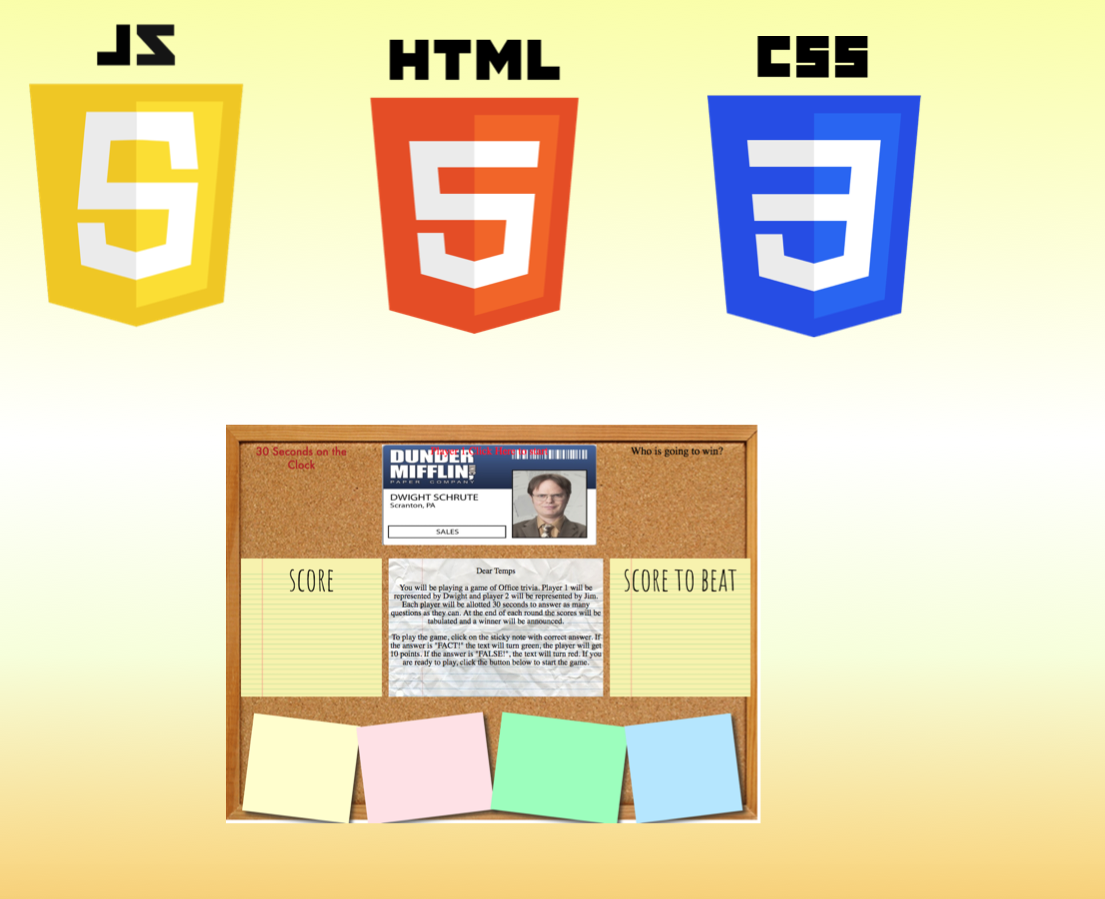 JS
HTML
CSS
30 Seconds on the
Clock
DUNDER
MIFFLIN, INC
PAPER COMPANY
DWIGHT SCHRUTE
Scranton, PA
SALES
Who is going to win?
SCORE
Dear Temps
You will be playing a game of Office trivia. Player 1 will be
represented by Dwight and player 2 will be represented by Jim.
Each player will be allotted 30 seconds to answer as many
questions as they can. At the end of each round the scores will be
tabulated and a winner will be announced.
To play the game, click on the sticky note with correct answer. If
the answer is "FACT!" the text will turn green, the player will get
10 points. If the answer is "FALSE!", the text will turn red. If you
are ready to play, click the button below to start the game.
SCORE TO BEAT